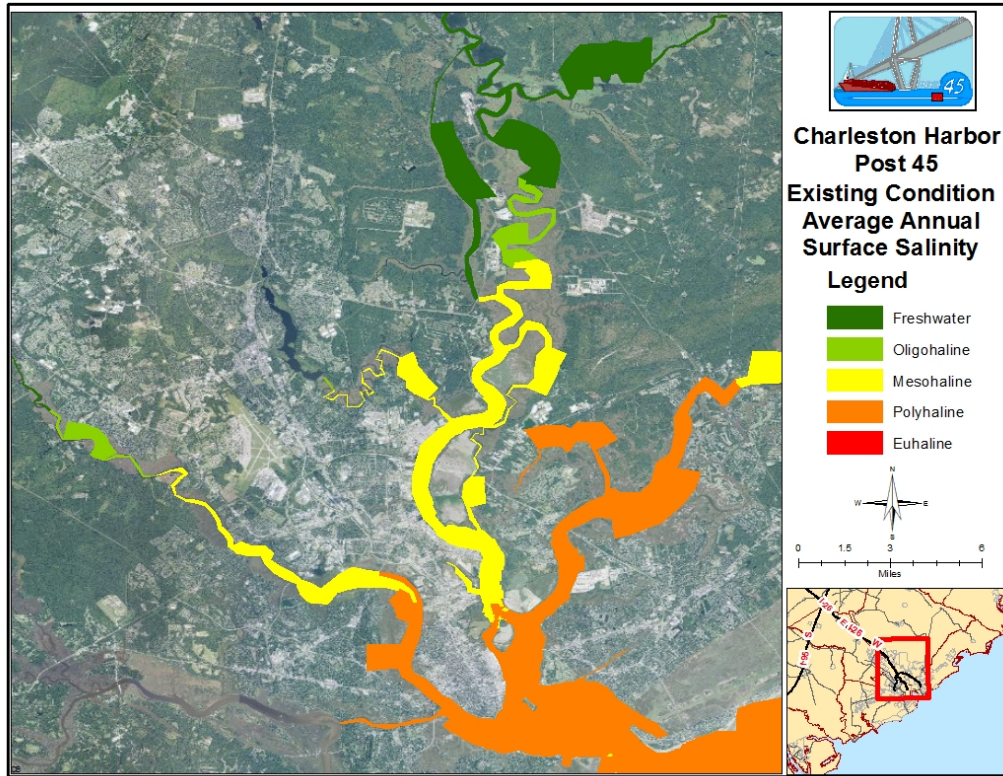 45
Charleston Harbor
Post 45
Existing Condition
Average Annual
Surface Salinity
Legend
Freshwater
Oligohaline
Mesohaline
Polyhaline
Euhaline
N
W E
S
0 1.5 3 6
Miles